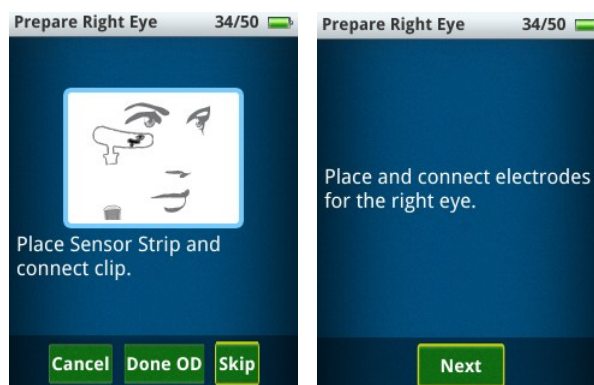 Prepare Right Eye 34/50
Place Sensor Strip and
connect clip.
Cancel Done OD Skip
Prepare Right Eye 34/50
Place and connect electrodes
for the right eye.
Next